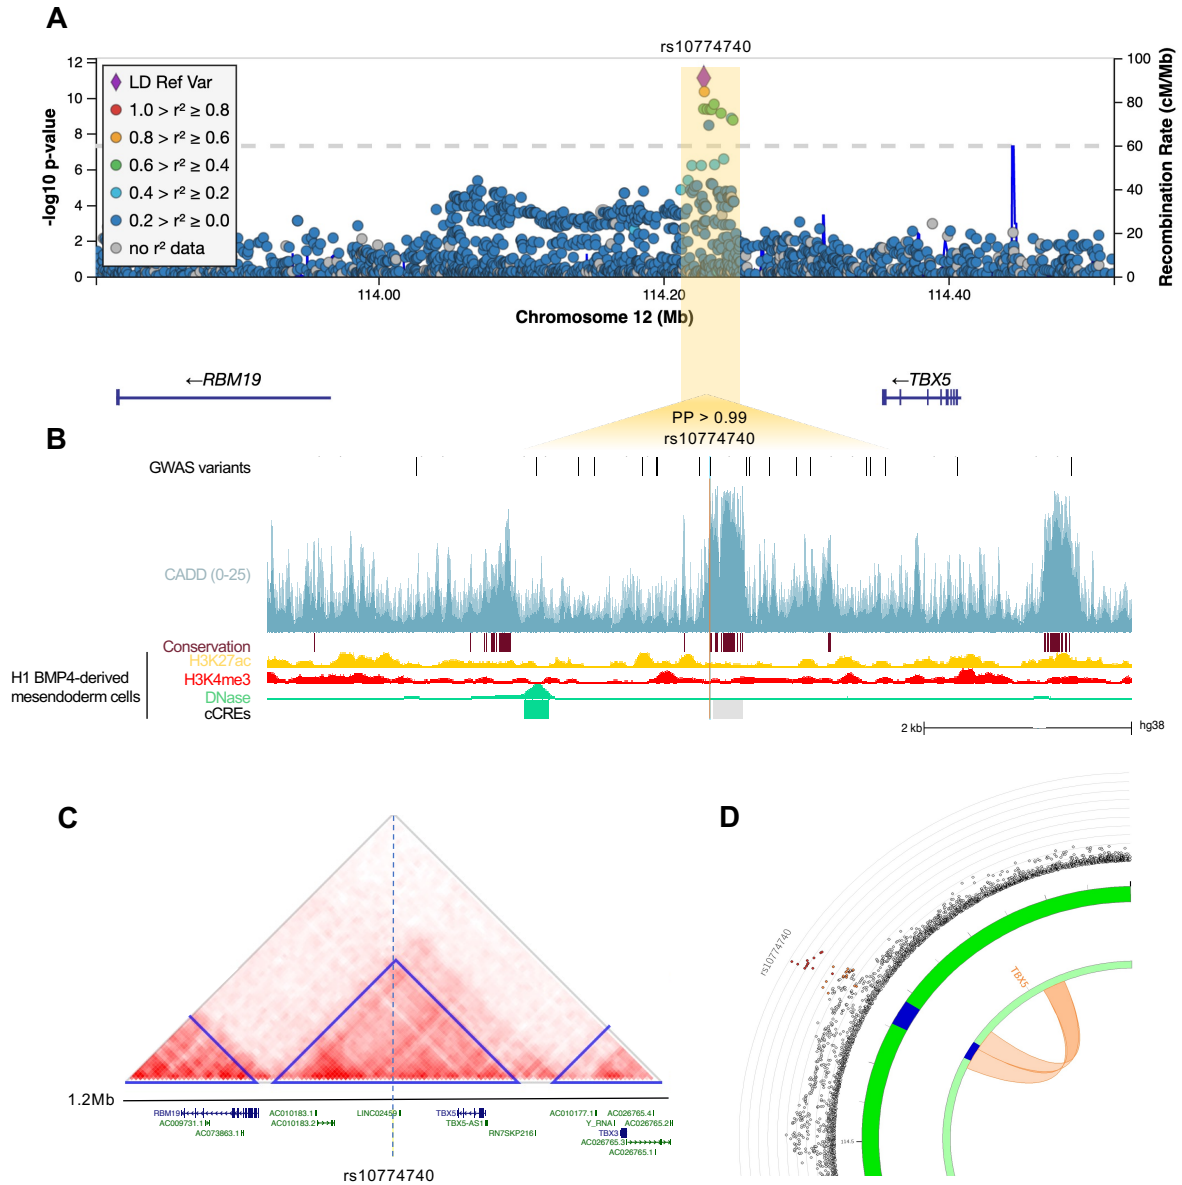 A
rs10774740
12
10
8
6
4
2
0
-log10 p-value
LD Ref Var
1.0 > r² ≥ 0.8
0.8 > r² ≥ 0.6
0.6 > r² ≥ 0.4
0.4 > r² ≥ 0.2
0.2 > r² ≥ 0.0
no r² data
100
80
60
40
20
0
Recombination Rate (cM/Mb)
114.00
114.20
114.40
Chromosome 12 (Mb)
←RBM19
←TBX5
PP > 0.99
rs10774740
B
GWAS variants
CADD (0-25)
Conservation
H3K27ac
H3K4me3
DNase
cCREs
H1 BMP4-derived
mesendoderm cells
2 kb
hg38
C
1.2Mb
RBM19
AC010183.1
LINC02459
TBX5
AC010177.1
AC026765.4
AC009731.1
AC010183.2
TBX5-AS1
Y_RNA
AC026765.2
AC073863.1
RN7SKP216
TBX3
AC026765.3
AC026765.1
rs10774740
D
rs10774740
TBX5
114.5